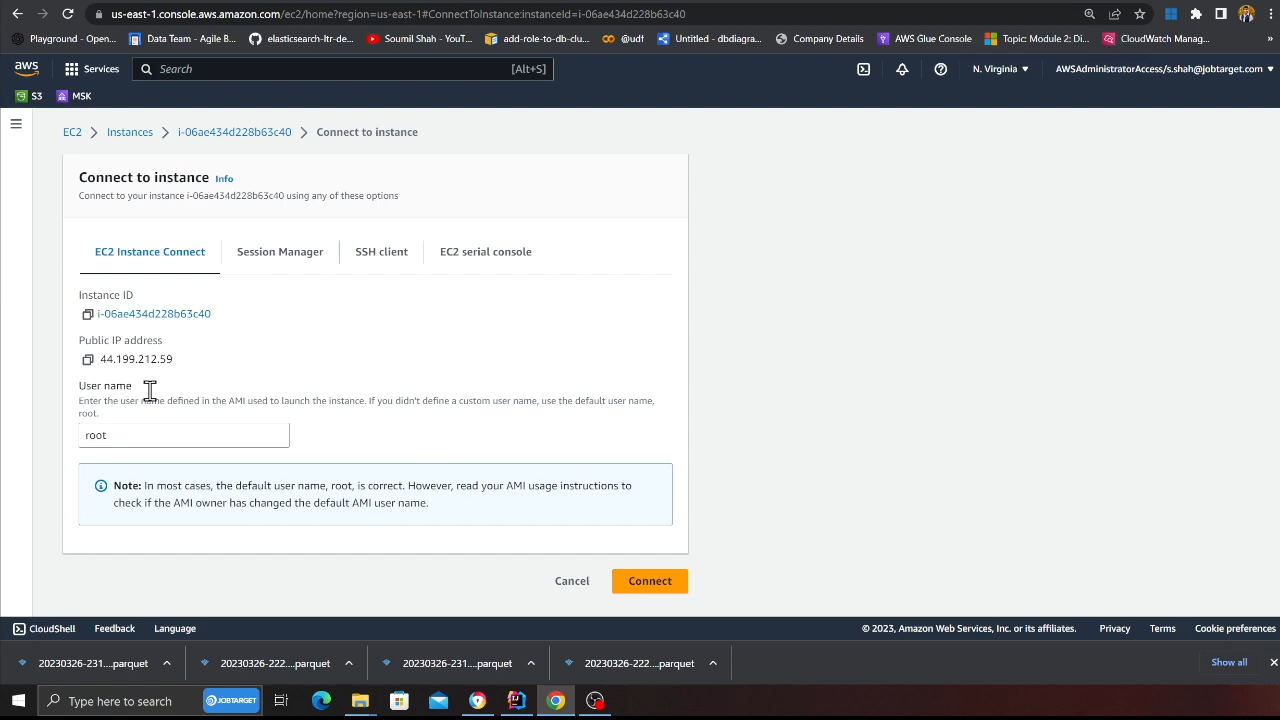 us-east-1.console.aws.amazon.com/ec2/home?region=us-east-1#ConnectToInstance:instanceId=i-06ae434d228b63c40
Playground - Open... Data Team - Agile B... elasticsearch-ltr-de... Soumil Shah - YouT... add-role-to-db-clu... @udf Untitled - dbdiagra... Company Details AWS Glue Console Topic: Module 2: Di... CloudWatch Manag... »
aws Services Search [Alt+S] N. Virginia AWSAdministratorAccess/s.shah@jobtarget.com
S3 MSK
EC2 Instances i-06ae434d228b63c40 Connect to instance
Connect to instance Info
Connect to your instance i-06ae434d228b63c40 using any of these options
EC2 Instance Connect Session Manager SSH client EC2 serial console
Instance ID
i-06ae434d228b63c40
Public IP address
44.199.212.59
User name
Enter the user name defined in the AMI used to launch the instance. If you didn't define a custom user name, use the default user name,
root.
root
Note: In most cases, the default user name, root, is correct. However, read your AMI usage instructions to
check if the AMI owner has changed the default AMI user name.
Cancel Connect
CloudShell Feedback Language © 2023, Amazon Web Services, Inc. or its affiliates. Privacy Terms Cookie preferences
20230326-231....parquet 20230326-222....parquet 20230326-231....parquet 20230326-222....parquet Show all
Type here to search JOBTARGET